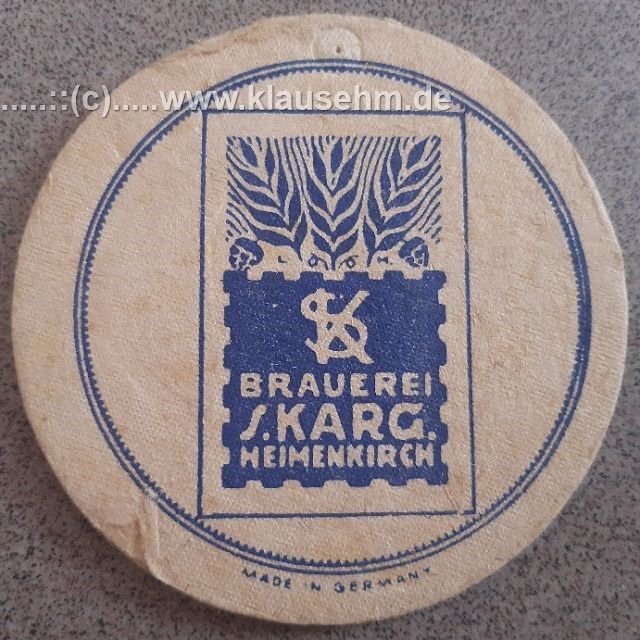 ......::(c).....www.klausehm.de
SK
BRAUEREI
S.KARG.
HEIMENKIRCH
MADE IN GERMANY